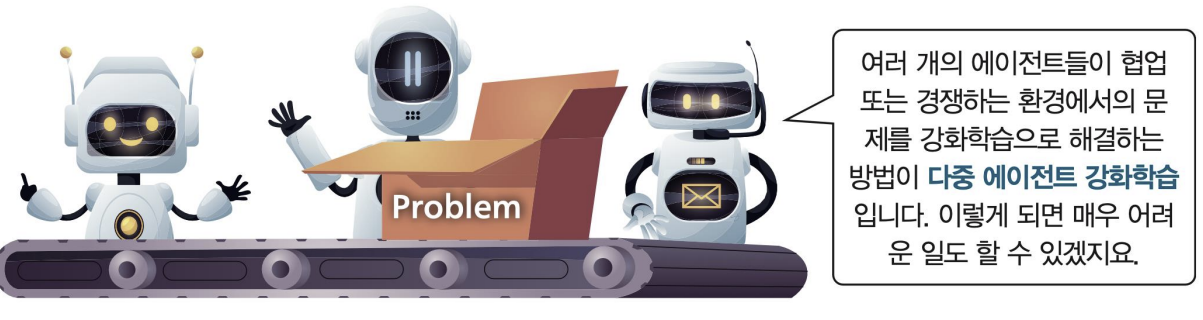 Problem
여러 개의 에이전트들이 협업
또는 경쟁하는 환경에서의 문
제를 강화학습으로 해결하는
방법이 다중 에이전트 강화학습
입니다. 이렇게 되면 매우 어려
운 일도 할 수 있겠지요.